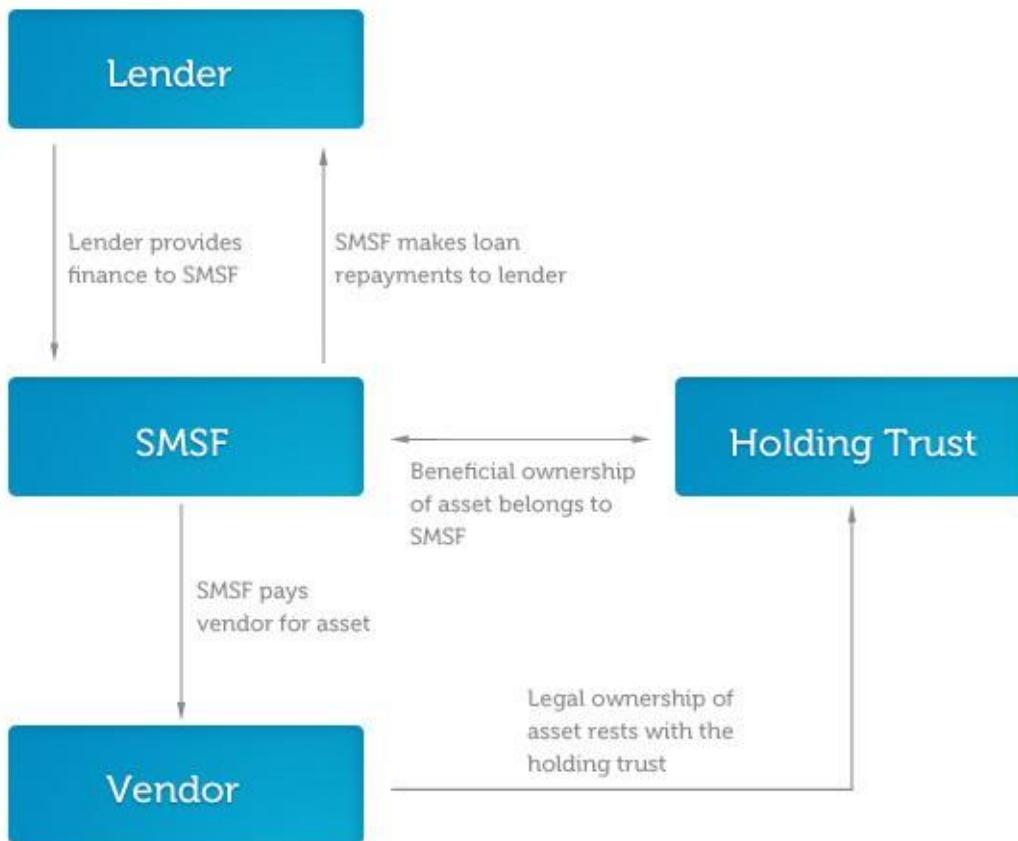 Lender
Lender provides
finance to SMSF
SMSF makes loan
repayments to lender
SMSF
Holding Trust
Beneficial ownership
of asset belongs to
SMSF
SMSF pays
vendor for asset
Legal ownership of
asset rests with the
holding trust
Vendor